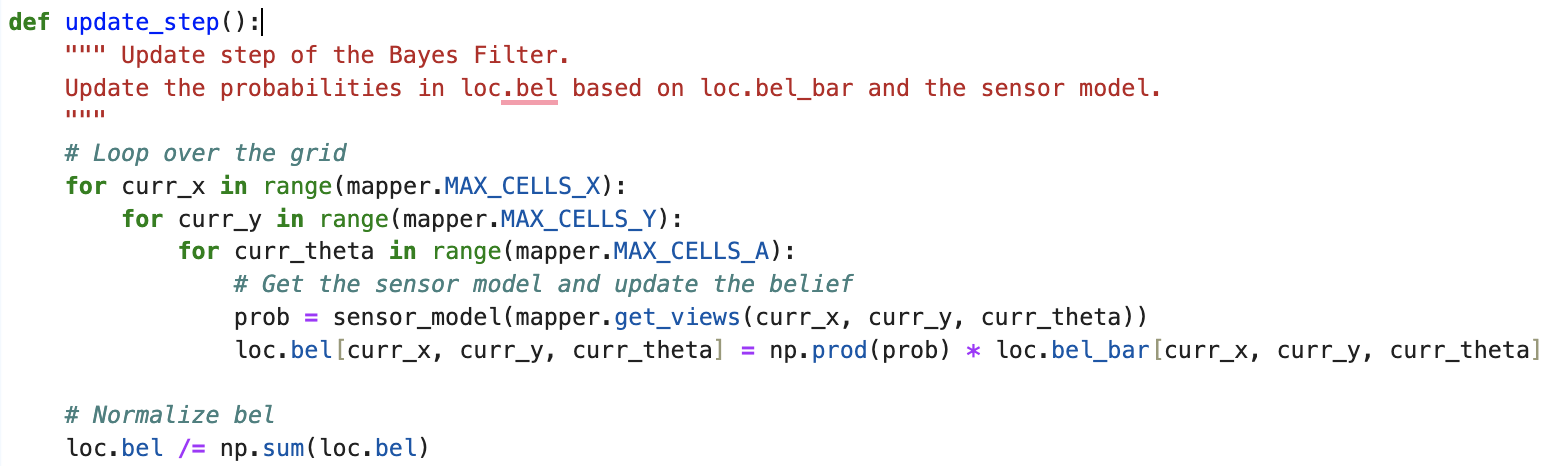 def update_step():
    """ Update step of the Bayes Filter.
    Update the probabilities in loc.bel based on loc.bel_bar and the sensor model.
    """
    # Loop over the grid
    for curr_x in range(mapper.MAX_CELLS_X):
        for curr_y in range(mapper.MAX_CELLS_Y):
            for curr_theta in range(mapper.MAX_CELLS_A):
                # Get the sensor model and update the belief
                prob = sensor_model(mapper.get_views(curr_x, curr_y, curr_theta))
                loc.bel[curr_x, curr_y, curr_theta] = np.prod(prob) * loc.bel_bar[curr_x, curr_y, curr_theta]

    # Normalize bel
    loc.bel /= np.sum(loc.bel)